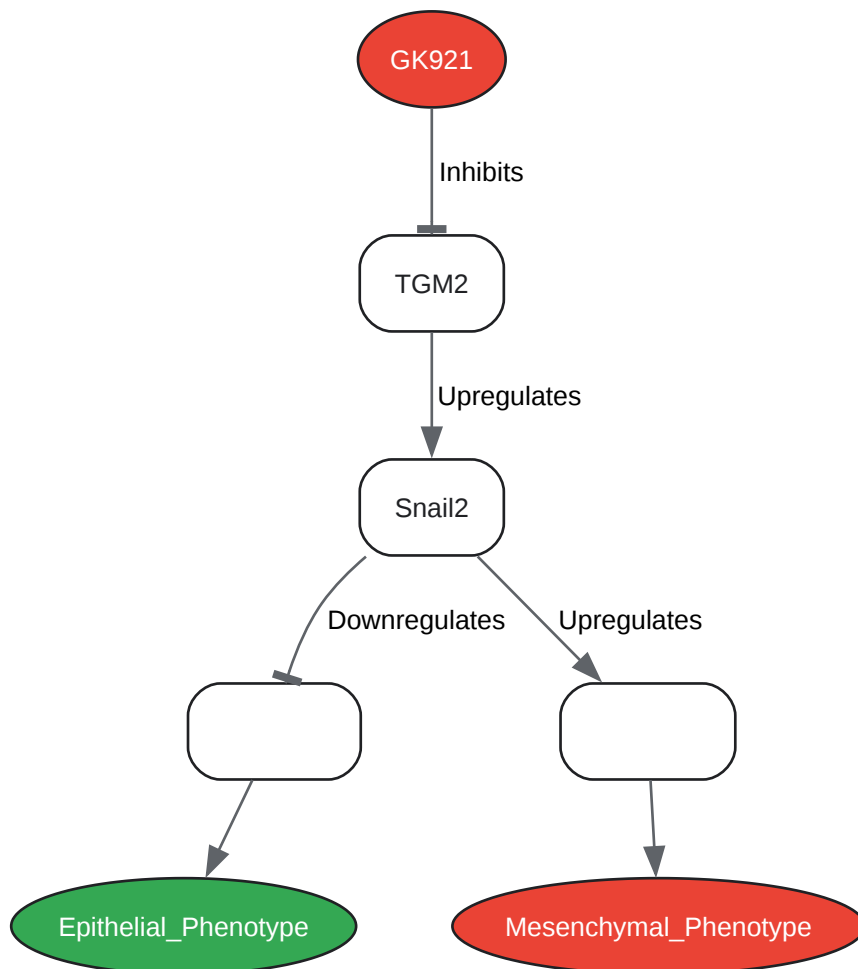 GK921
Inhibits
TGM2
Upregulates
Snail2
Downregulates
Upregulates
Epithelial_Phenotype
Mesenchymal_Phenotype